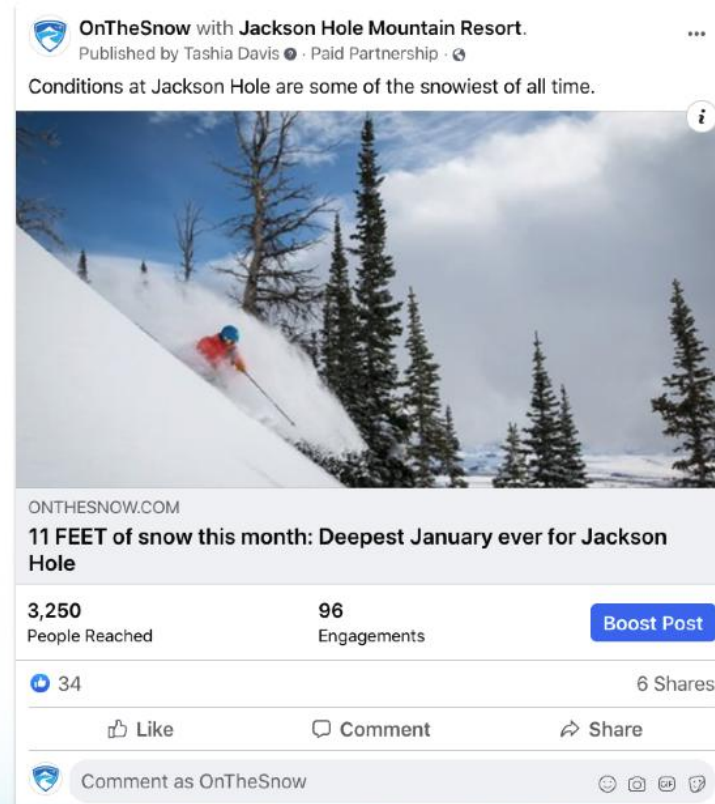 OnTheSnow with Jackson Hole Mountain Resort.
Published by Tashia Davis · Paid Partnership ·
Conditions at Jackson Hole are some of the snowiest of all time.
i
ONTHESNOW.COM
11 FEET of snow this month: Deepest January ever for Jackson
Hole
3,250 96
People Reached Engagements Boost Post
34 6 Shares
Like Comment Share
Comment as OnTheSnow GIF